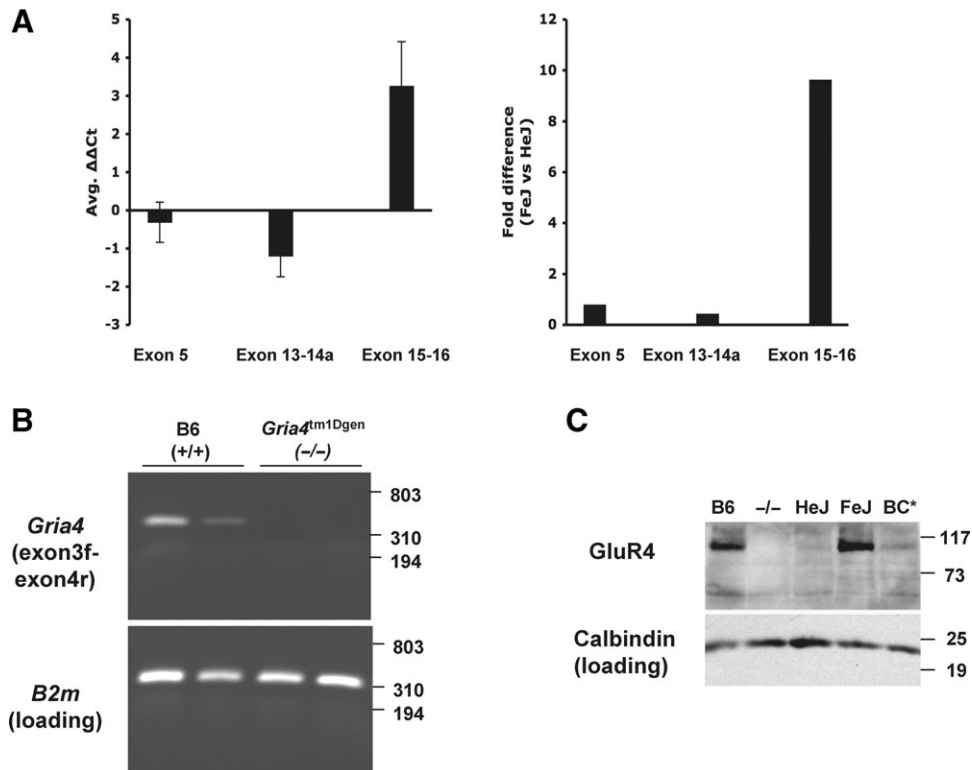 A
5
4
3
2
1
0
-1
-2
-3
Avg. ΔΔCt
Exon 5
Exon 13-14a
Exon 15-16
12
10
8
6
4
2
0
Fold difference
(FeJ vs HeJ)
Exon 5
Exon 13-14a
Exon 15-16
B
B6
(+/+)
Gria4tm1Dgen
(–/–)
Gria4
(exon3f-
exon4r)
803
310
194
B2m
(loading)
803
310
194
C
B6 –/– HeJ FeJ BC*
GluR4
117
73
Calbindin
(loading)
25
19